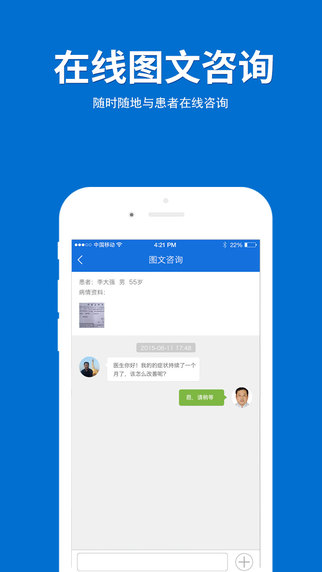 在线图文咨询
随时随地与患者在线咨询
中国移动 4:21 PM 22%
图文咨询
患者：李大强 男 55岁
病情资料：
2015-06-11 17:48
医生你好！我的的症状持续了一个
月了，该怎么改善呢?
恩，请稍等